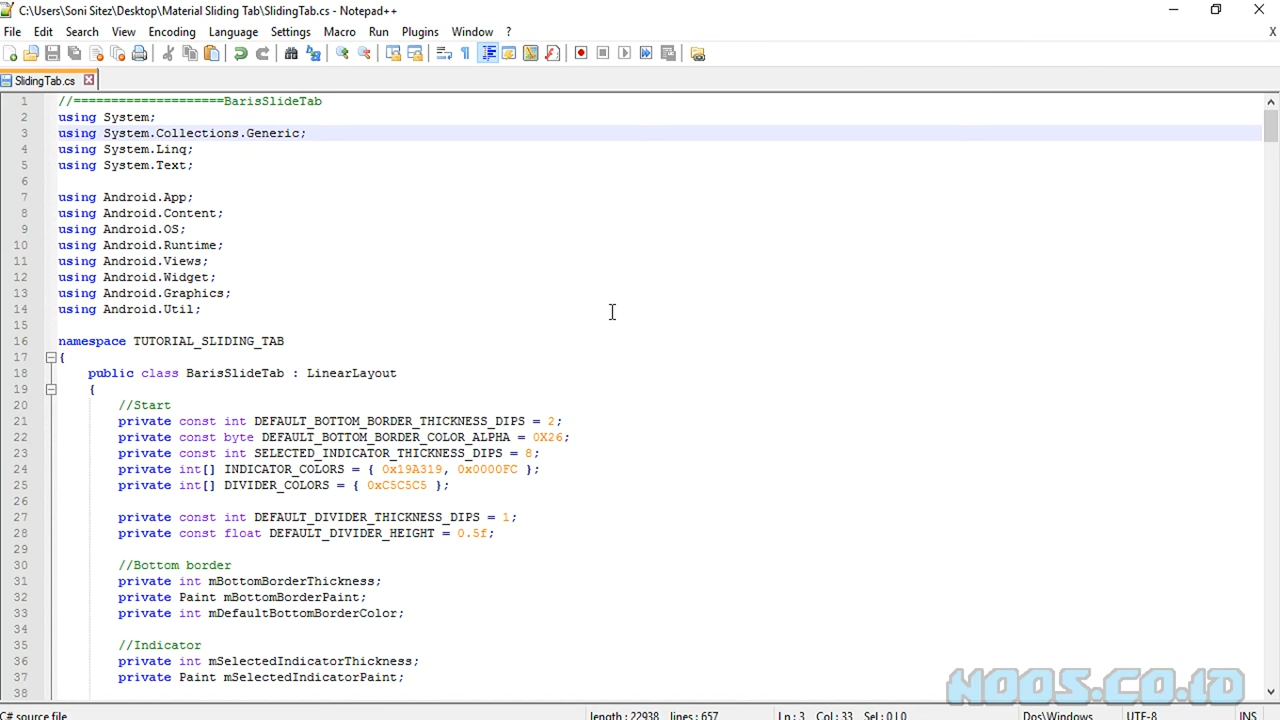 C:\Users\Soni Sitez\Desktop\Material Sliding Tab\SlidingTab.cs - Notepad++
File Edit Search View Encoding Language Settings Macro Run Plugins Window ? X
SlidingTab.cs
1 //====================BarisSlideTab
2 using System;
3 using System.Collections.Generic;
4 using System.Linq;
5 using System.Text;
6
7 using Android.App;
8 using Android.Content;
9 using Android.OS;
10 using Android.Runtime;
11 using Android.Views;
12 using Android.Widget;
13 using Android.Graphics;
14 using Android.Util;
15
16 namespace TUTORIAL_SLIDING_TAB
17 {
18 public class BarisSlideTab : LinearLayout
19 {
20 //Start
21 private const int DEFAULT_BOTTOM_BORDER_THICKNESS_DIPS = 2;
22 private const byte DEFAULT_BOTTOM_BORDER_COLOR_ALPHA = 0X26;
23 private const int SELECTED_INDICATOR_THICKNESS_DIPS = 8;
24 private int[] INDICATOR_COLORS = { 0x19A319, 0x0000FC };
25 private int[] DIVIDER_COLORS = { 0xC5C5C5 };
26
27 private const int DEFAULT_DIVIDER_THICKNESS_DIPS = 1;
28 private const float DEFAULT_DIVIDER_HEIGHT = 0.5f;
29
30 //Bottom border
31 private int mBottomBorderThickness;
32 private Paint mBottomBorderPaint;
33 private int mDefaultBottomBorderColor;
34
35 //Indicator
36 private int mSelectedIndicatorThickness;
37 private Paint mSelectedIndicatorPaint;
38
NOOS.CO.ID
C# source file length : 22938 lines : 657 Ln : 3 Col : 33 Sel : 0 | 0 Dos\Windows UTF-8 INS